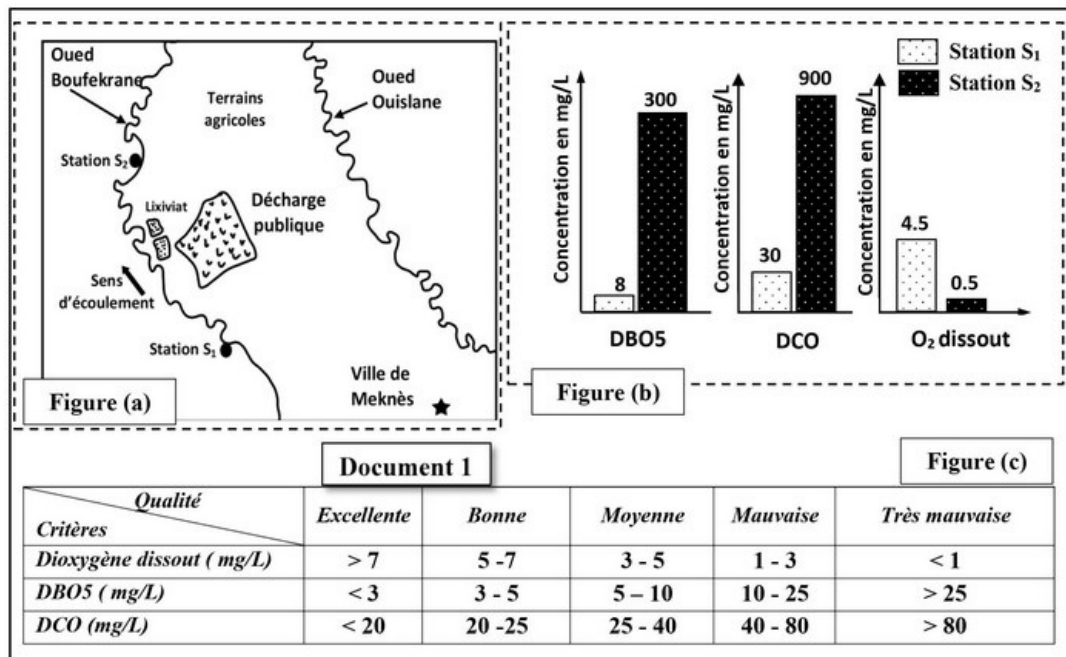 Oued
Boufekrane
Terrains
agricoles
Oued
Ouislane
Station S₂
Lixiviat
Décharge
publique
Sens
d'écoulement
Station S₁
Ville de
Meknès
Figure (a)
Station S₁
Station S₂
Concentration en mg/L
8
300
DBO5
Concentration en mg/L
30
900
DCO
Concentration en mg/L
4.5
0.5
O₂ dissout
Figure (b)
Document 1
Figure (c)
Qualité
Critères
Excellente Bonne Moyenne Mauvaise Très mauvaise
Dioxygène dissout ( mg/L) > 7 5 -7 3 - 5 1 - 3 < 1
DBO5 ( mg/L) < 3 3 - 5 5 – 10 10 - 25 > 25
DCO (mg/L) < 20 20 -25 25 - 40 40 - 80 > 80